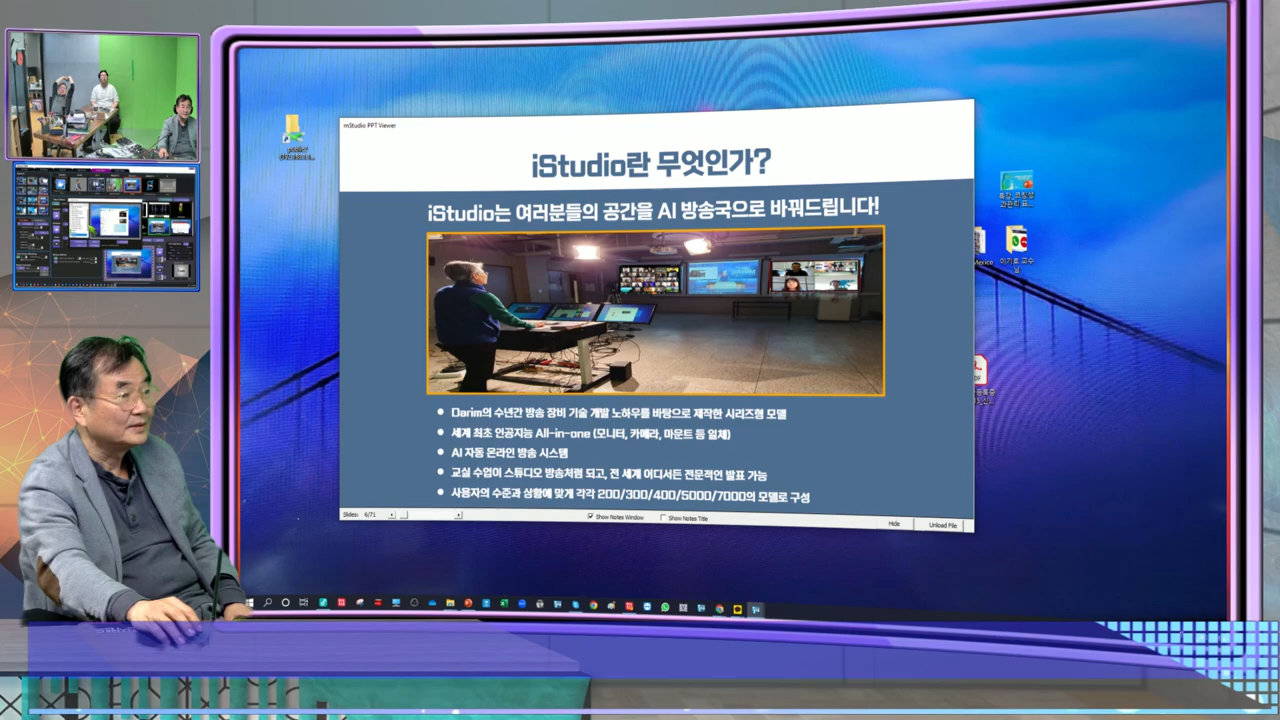 mStudio PPT Viewer
iStudio란 무엇인가?
iStudio는 여러분들의 공간을 AI 방송국으로 바꿔드립니다!
Darim의 수년간 방송 장비 기술 개발 노하우를 바탕으로 제작한 시리즈형 모델
세계 최초 인공지능 All-in-one (모니터, 카메라, 마운트 등 일체)
AI 자동 온라인 방송 시스템
교실 수업이 스튜디오 방송처럼 되고, 전 세계 어디서든 전문적인 발표 가능
사용자의 수준과 상황에 맞게 각각 200/300/400/5000/7000의 모델로 구성
Slides: 6/71
Show Notes Window
Show Notes Title
Hide
Unload File
이기호 교수
님